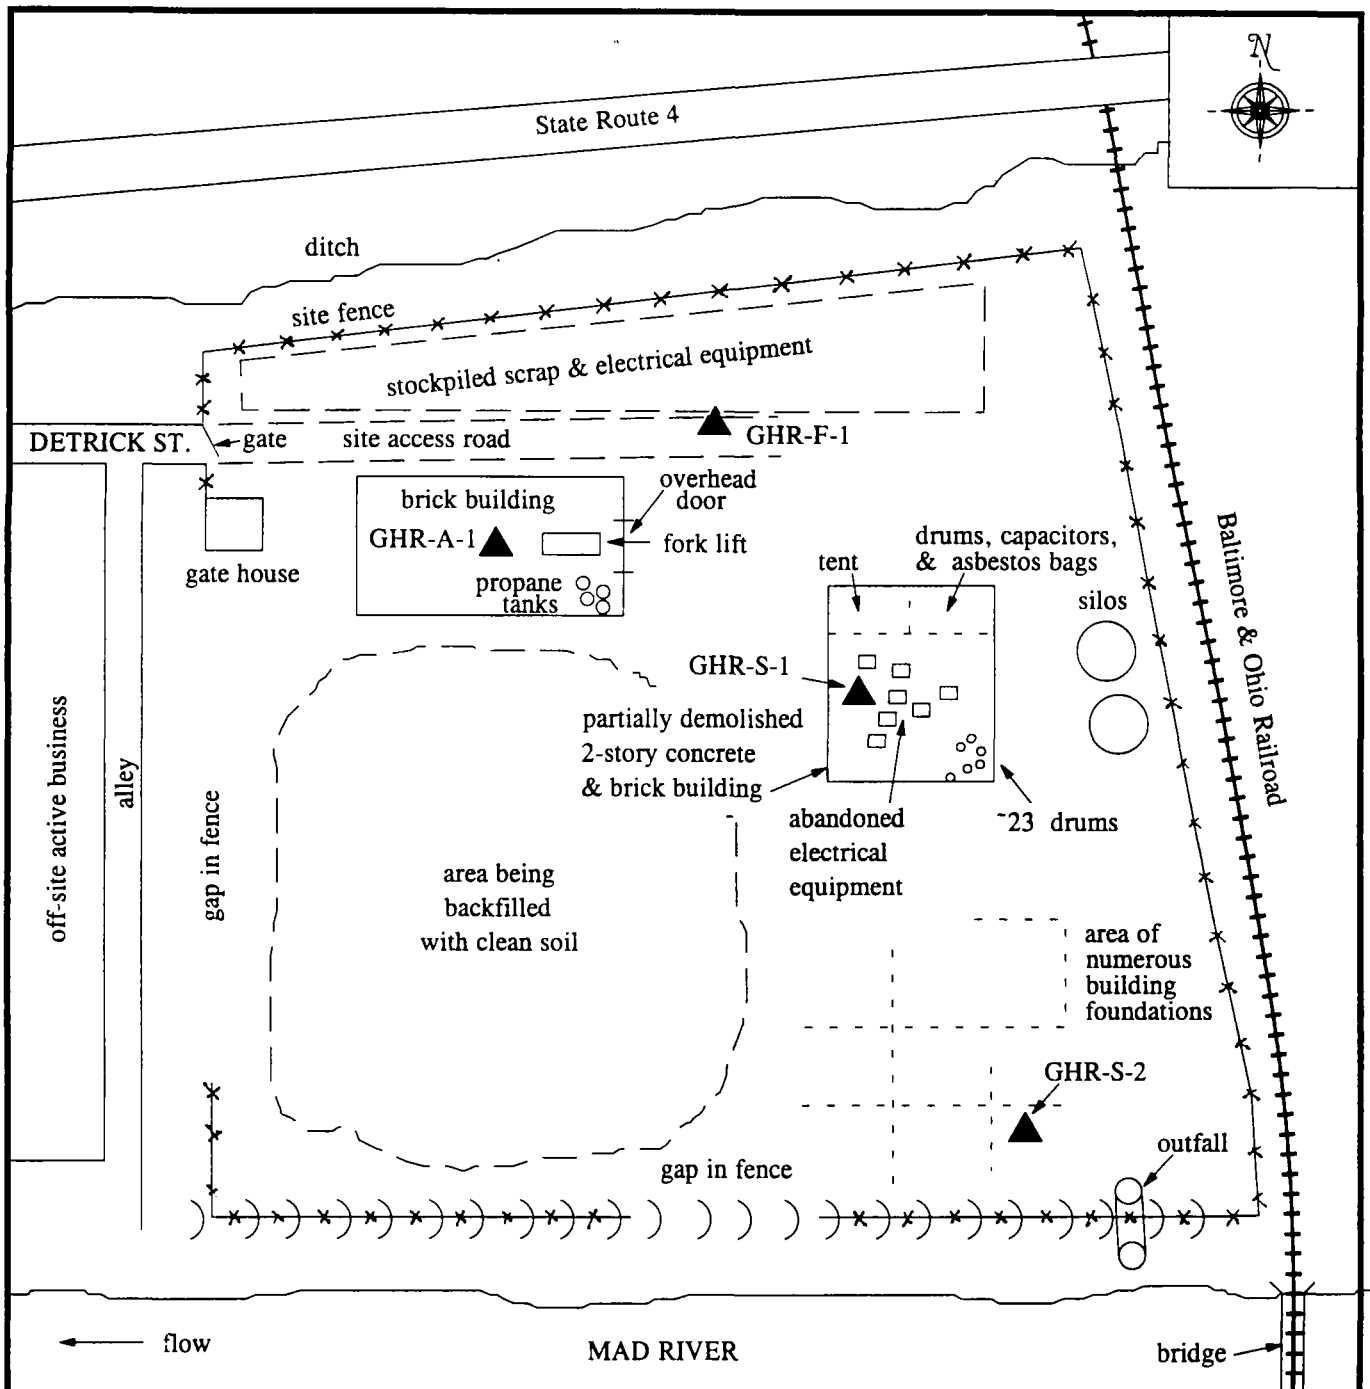 N
State Route 4
ditch
site fence
stockpiled scrap & electrical equipment
DETRICK ST.
gate
site access road
GHR-F-1
brick building
overhead
door
GHR-A-1
fork lift
gate house
propane
tanks
drums, capacitors,
& asbestos bags
tent
silos
Baltimore & Ohio Railroad
GHR-S-1
partially demolished
2-story concrete
& brick building
off-site active business
alley
gap in fence
abandoned
electrical
equipment
~23 drums
area being
backfilled
with clean soil
area of
numerous
building
foundations
GHR-S-2
outfall
gap in fence
flow
MAD RIVER
bridge